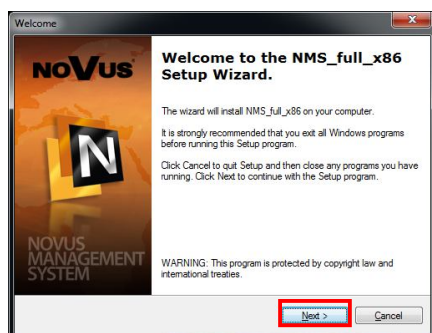 Welcome
NOVUS
Welcome to the NMS_full_x86
Setup Wizard.
The wizard will install NMS_full_x86 on your computer.
It is strongly recommended that you exit all Windows programs
before running this Setup program.
Click Cancel to quit Setup and then close any programs you have
running. Click Next to continue with the Setup program.
N
NOVUS
MANAGEMENT
SYSTEM
WARNING: This program is protected by copyright law and
international treaties.
Next >
Cancel